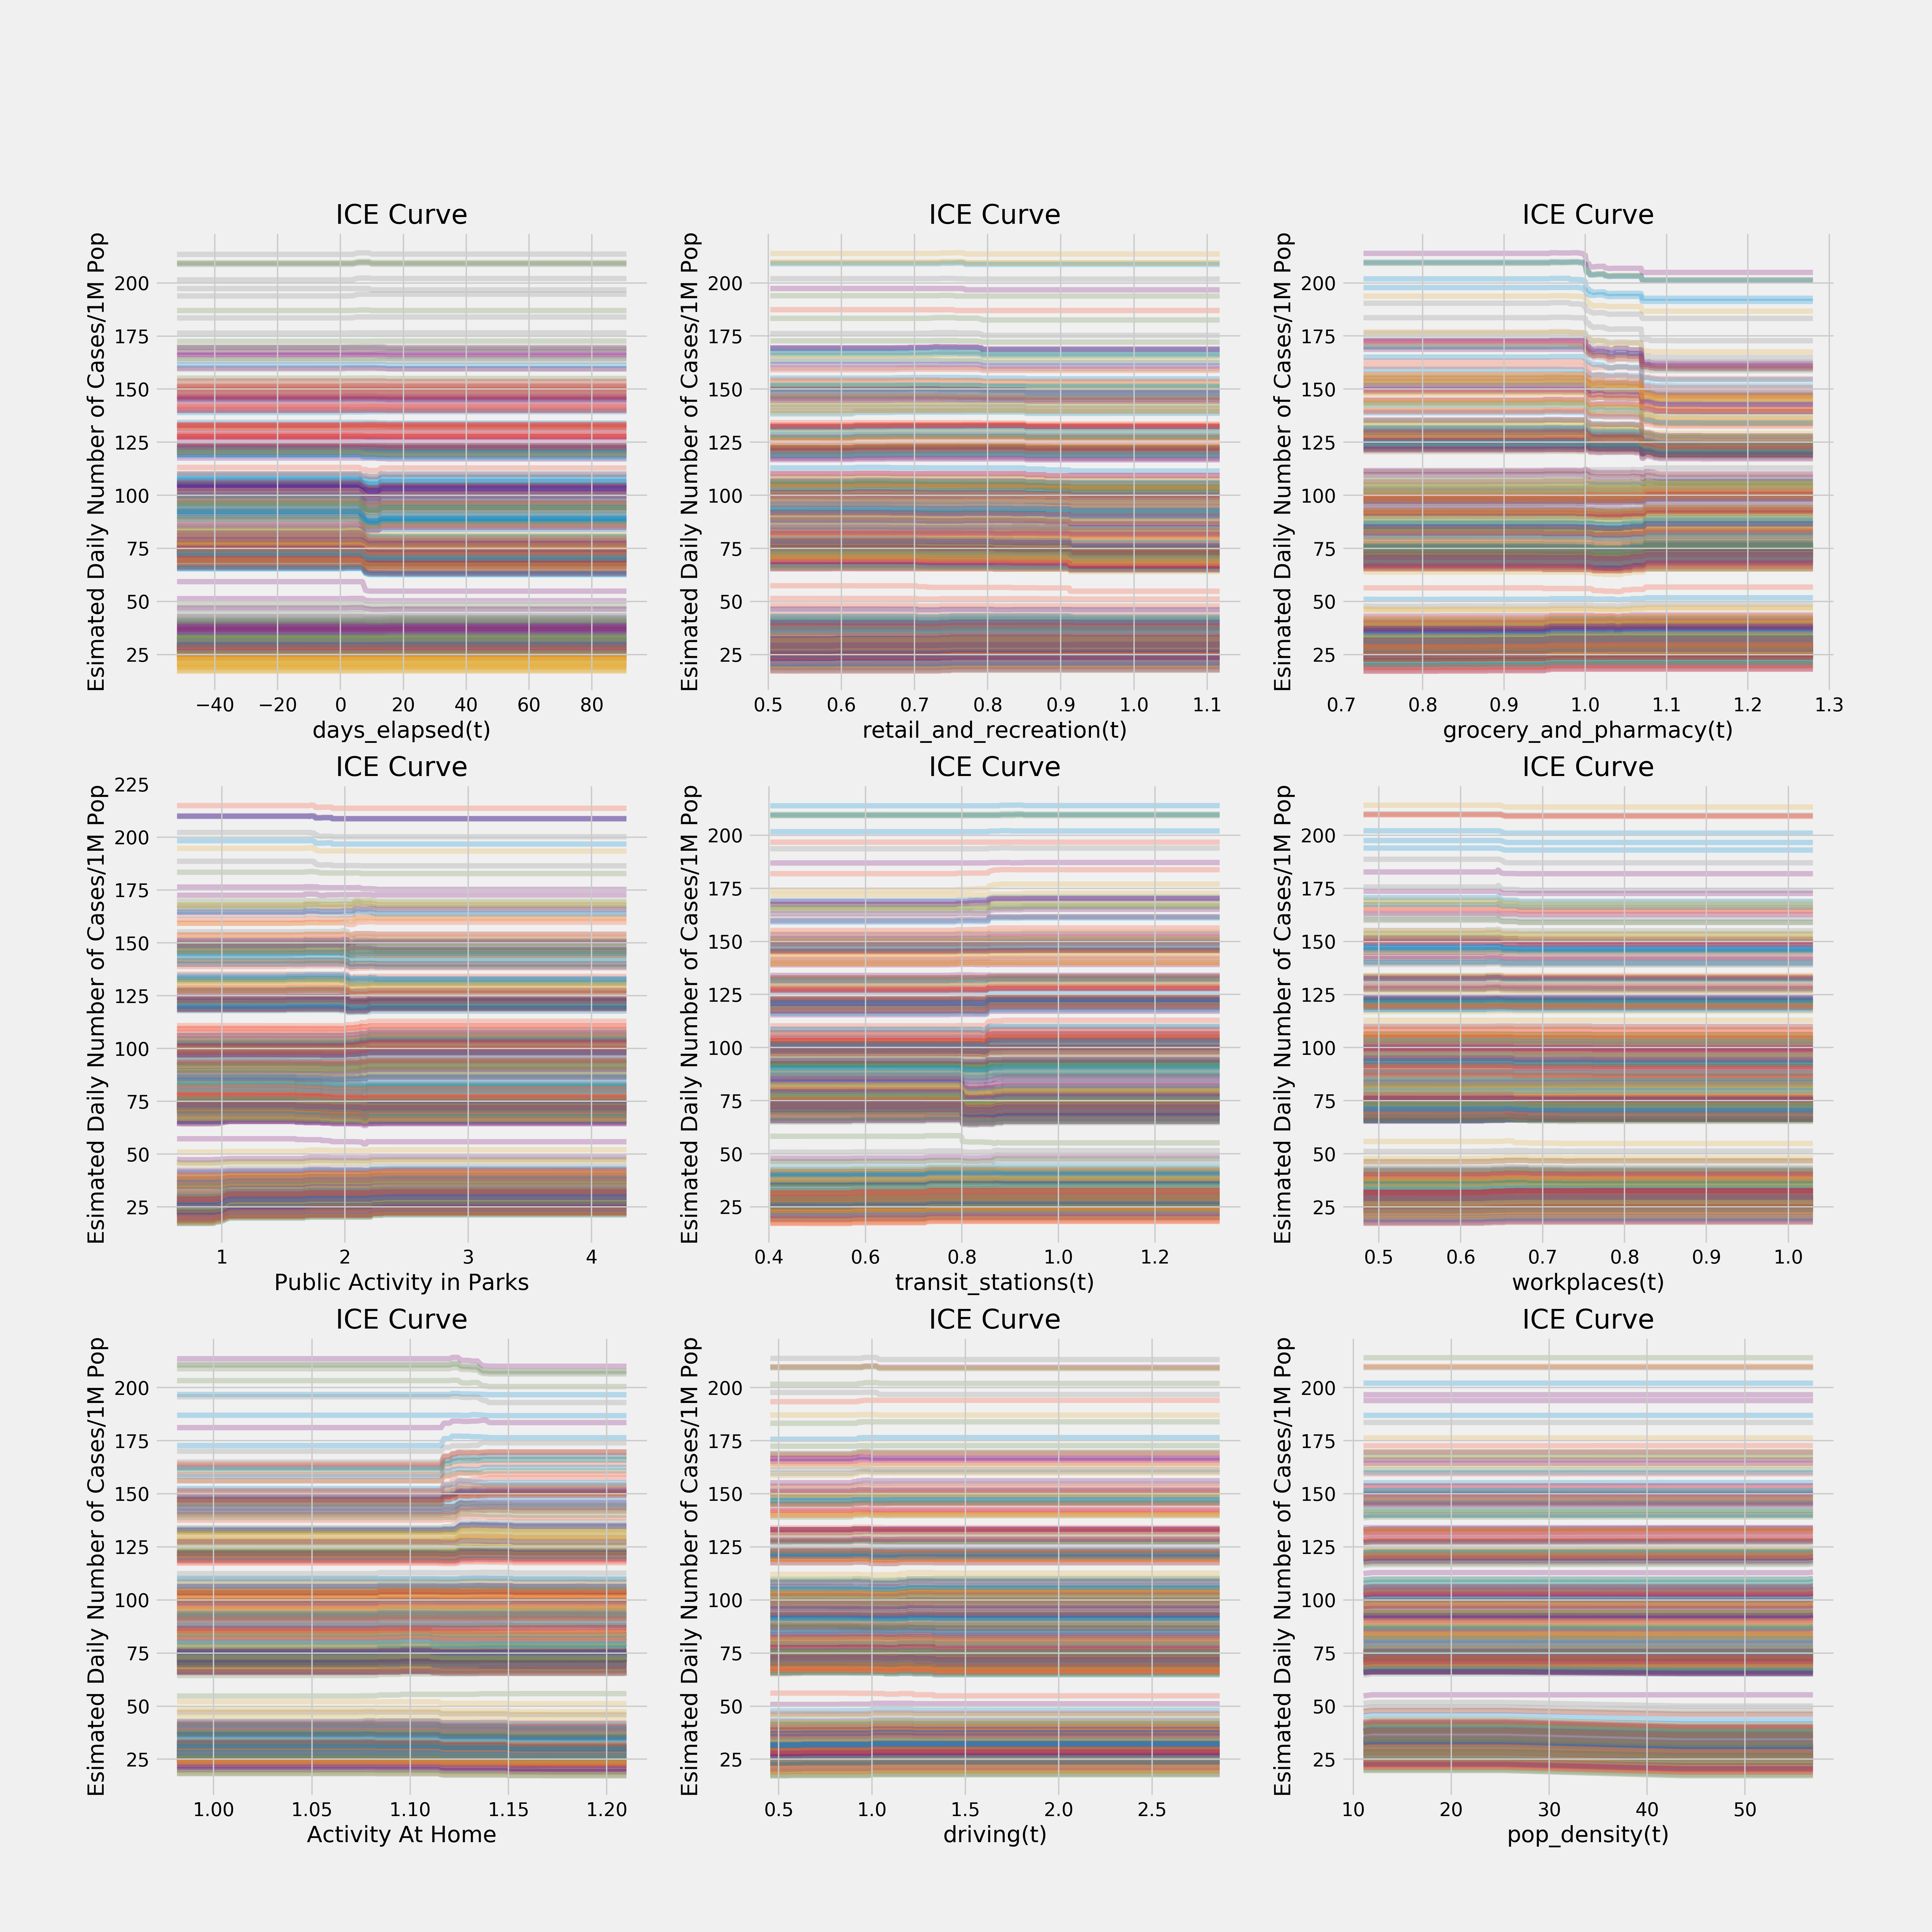 ICE Curve
ICE Curve
ICE Curve
Esimated Daily Number of Cases/1M Pop
200
175
150
125
100
75
50
25
−40 −20 0 20 40 60 80
days_elapsed(t)
Esimated Daily Number of Cases/1M Pop
200
175
150
125
100
75
50
25
0.5 0.6 0.7 0.8 0.9 1.0 1.1
retail_and_recreation(t)
Esimated Daily Number of Cases/1M Pop
200
175
150
125
100
75
50
25
0.7 0.8 0.9 1.0 1.1 1.2 1.3
grocery_and_pharmacy(t)
ICE Curve
ICE Curve
ICE Curve
Esimated Daily Number of Cases/1M Pop
225
200
175
150
125
100
75
50
25
1 2 3 4
Public Activity in Parks
Esimated Daily Number of Cases/1M Pop
200
175
150
125
100
75
50
25
0.4 0.6 0.8 1.0 1.2
transit_stations(t)
Esimated Daily Number of Cases/1M Pop
200
175
150
125
100
75
50
25
0.5 0.6 0.7 0.8 0.9 1.0
workplaces(t)
ICE Curve
ICE Curve
ICE Curve
Esimated Daily Number of Cases/1M Pop
200
175
150
125
100
75
50
25
1.00 1.05 1.10 1.15 1.20
Activity At Home
Esimated Daily Number of Cases/1M Pop
200
175
150
125
100
75
50
25
0.5 1.0 1.5 2.0 2.5
driving(t)
Esimated Daily Number of Cases/1M Pop
200
175
150
125
100
75
50
25
10 20 30 40 50
pop_density(t)